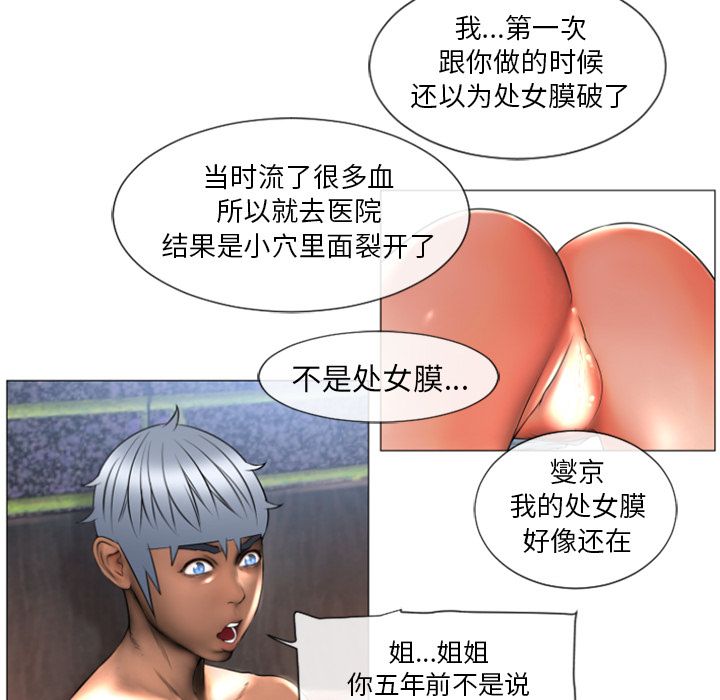 我...第一次
跟你做的时候
还以为处女膜破了
当时流了很多血
所以就去医院
结果是小穴里面裂开了
不是处女膜...
燮京
我的处女膜
好像还在
姐...姐姐
你五年前不是说